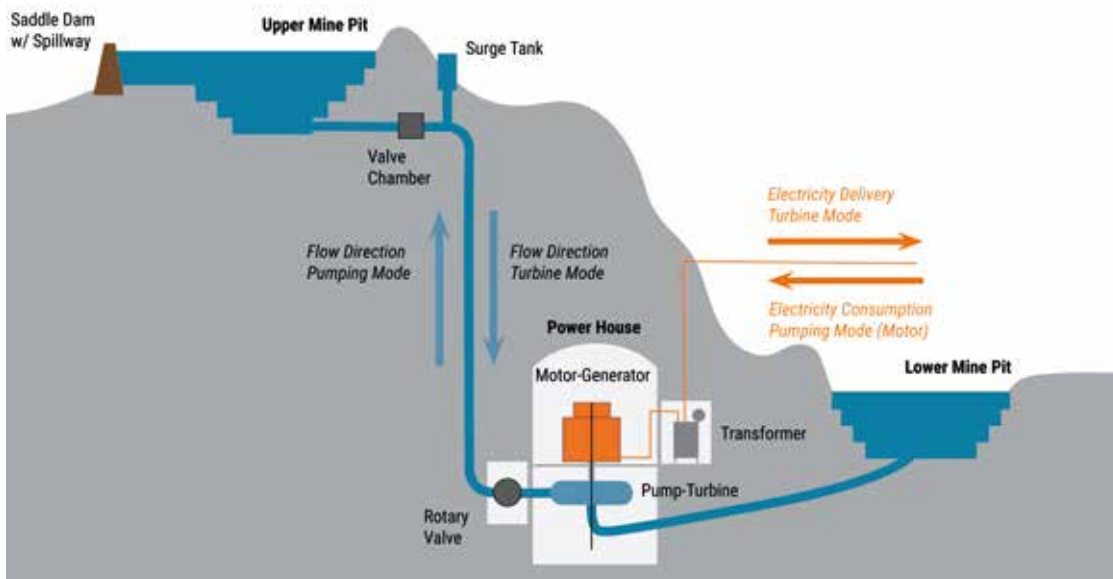 Saddle Dam
w/ Spillway
Upper Mine Pit
Surge Tank
Valve
Chamber
Electricity Delivery
Turbine Mode
Flow Direction
Pumping Mode
Flow Direction
Turbine Mode
Electricity Consumption
Pumping Mode (Motor)
Power House
Lower Mine Pit
Motor-Generator
Transformer
Pump-Turbine
Rotary
Valve